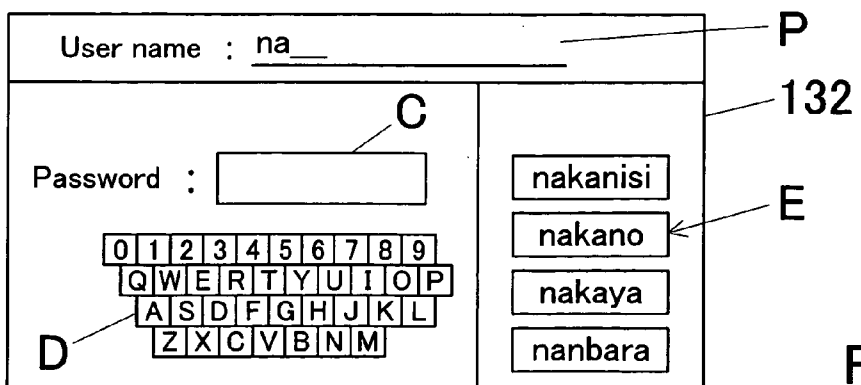 User name : na__
P
132
C
Password :
0 1 2 3 4 5 6 7 8 9
Q W E R T Y U I O P
A S D F G H J K L
Z X C V B N M
D
nakanisi
nakano
nakaya
nanbara
E